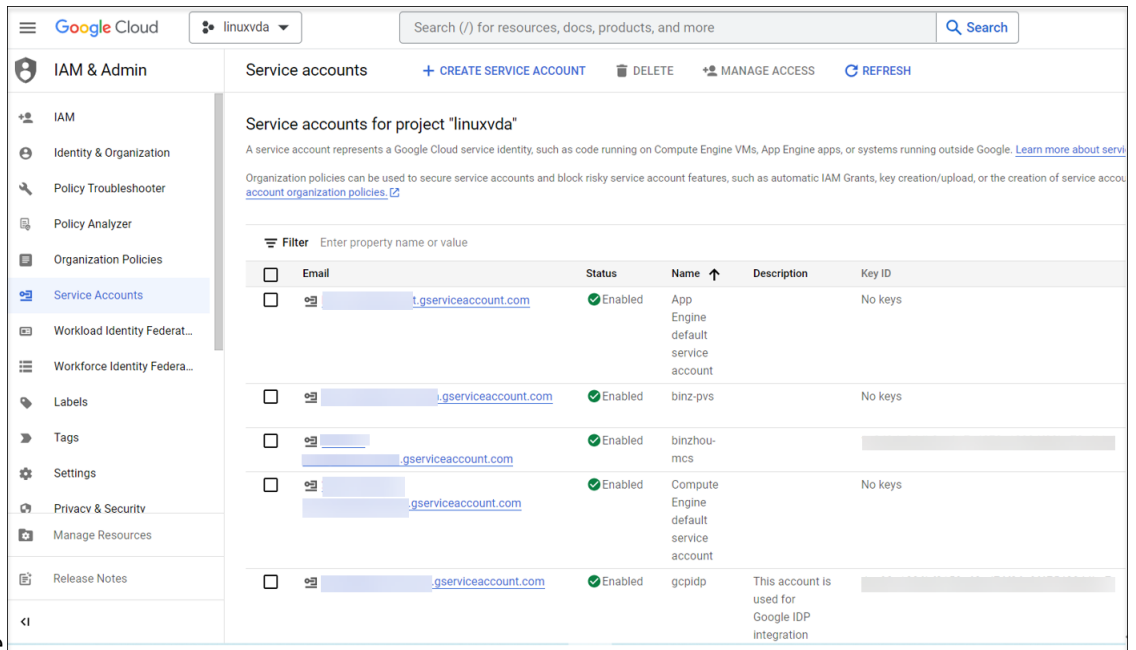 Google Cloud
linuxvda
Search (/) for resources, docs, products, and more
Search
IAM & Admin
Service accounts
+ CREATE SERVICE ACCOUNT
DELETE
MANAGE ACCESS
REFRESH
IAM
Identity & Organization
Policy Troubleshooter
Policy Analyzer
Organization Policies
Service Accounts
Workload Identity Federat...
Workforce Identity Federa...
Labels
Tags
Settings
Privacy & Security
Manage Resources
Release Notes
Service accounts for project "linuxvda"
A service account represents a Google Cloud service identity, such as code running on Compute Engine VMs, App Engine apps, or systems running outside Google. Learn more about servi
Organization policies can be used to secure service accounts and block risky service account features, such as automatic IAM Grants, key creation/upload, or the creation of service accou
account organization policies.
Filter Enter property name or value
Email Status Name Description Key ID
t.gserviceaccount.com Enabled App No keys
Engine
default
service
account
.gserviceaccount.com Enabled binz-pvs No keys
Enabled binzhou-
.gserviceaccount.com mcs
Enabled Compute No keys
.gserviceaccount.com Engine
default
service
account
.gserviceaccount.com Enabled gcpidp This account is
used for
Google IDP
integration